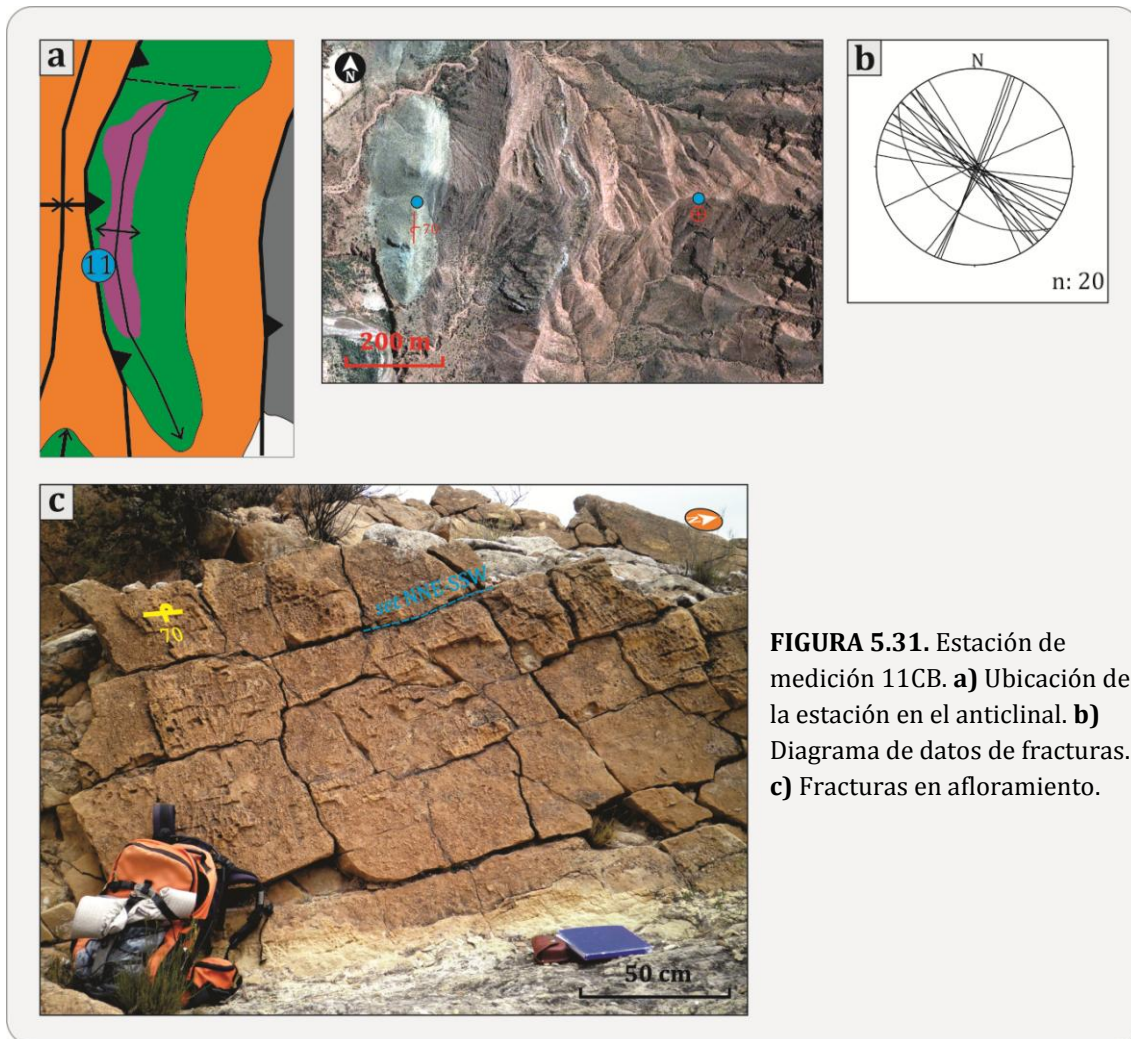 a
11
N
200 m
70
b
N
n: 20
c
N
set NNE-SSW
70
50 cm
FIGURA 5.31. Estación de
medición 11CB. a) Ubicación de
la estación en el anticlinal. b)
Diagrama de datos de fracturas.
c) Fracturas en afloramiento.